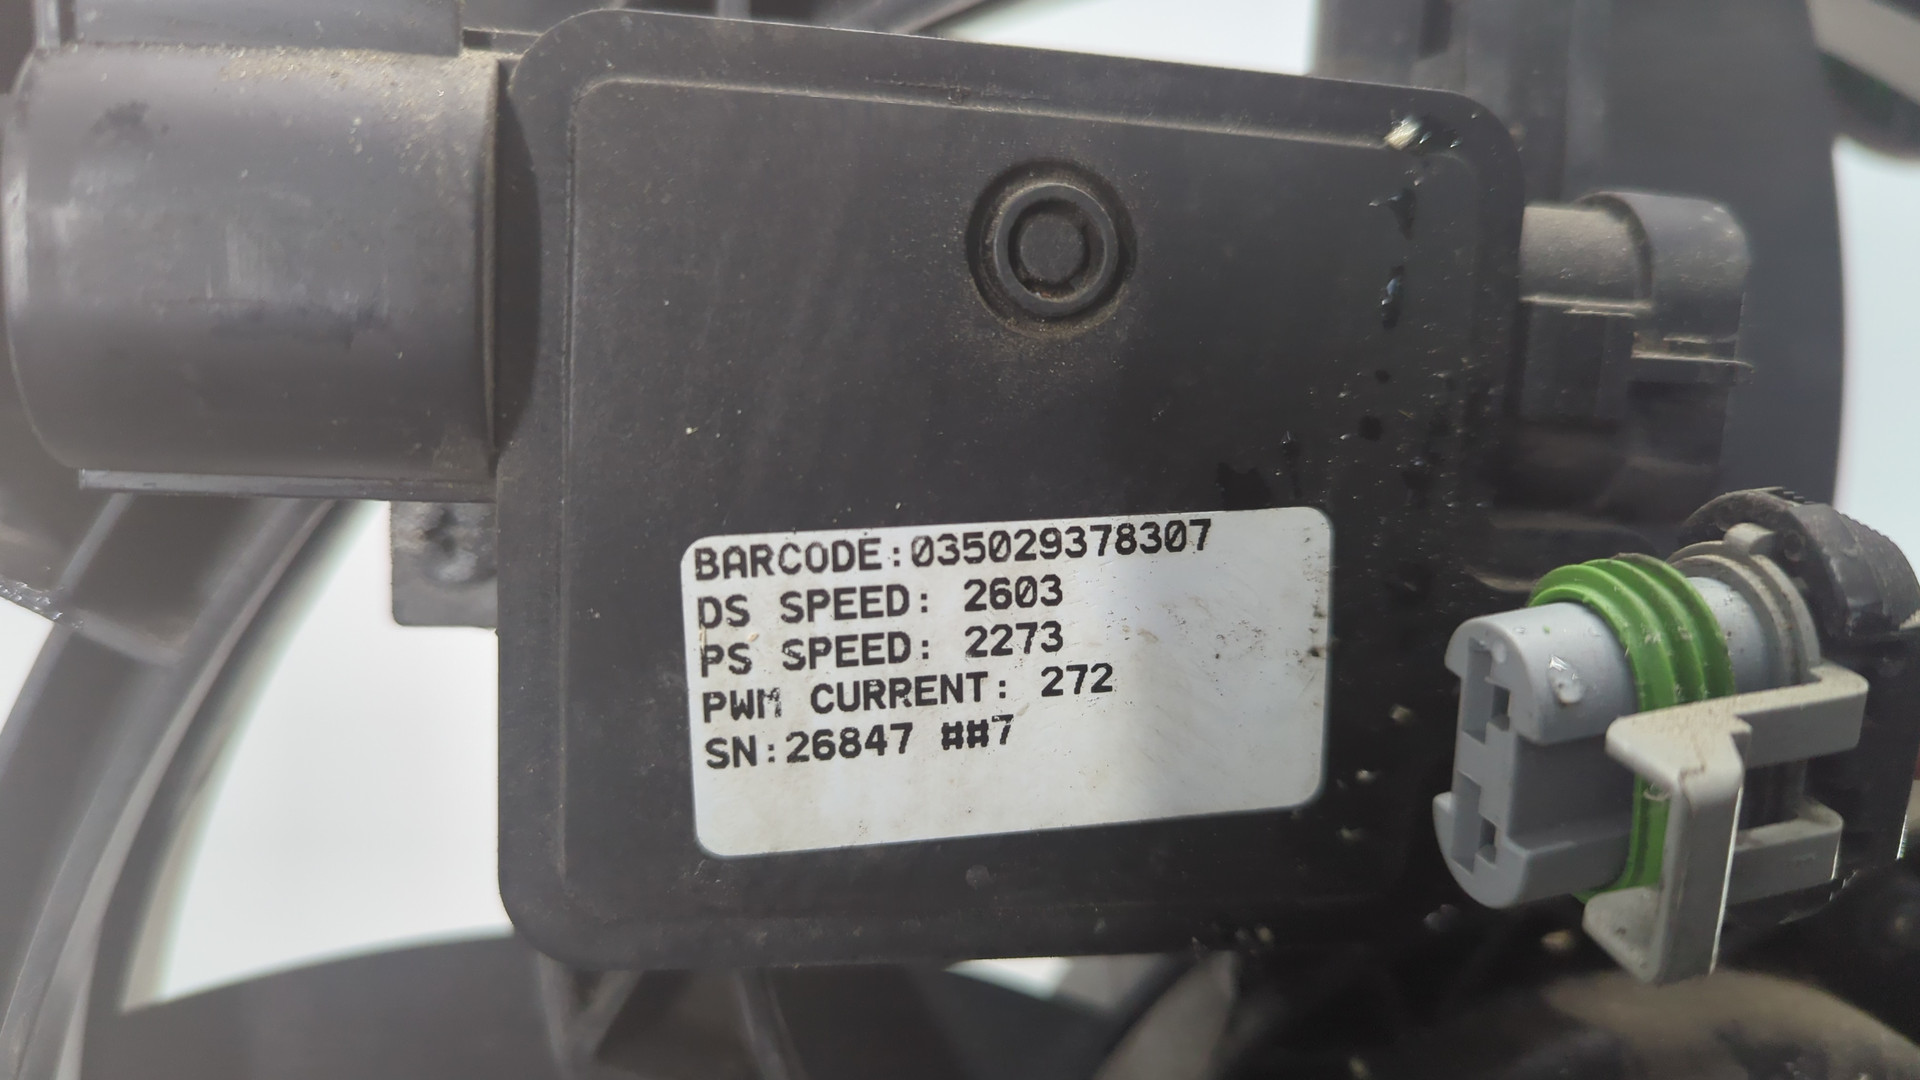 BARCODE:035029378307
DS SPEED: 2603
PS SPEED: 2273
PWM CURRENT: 272
SN:26847 ##7